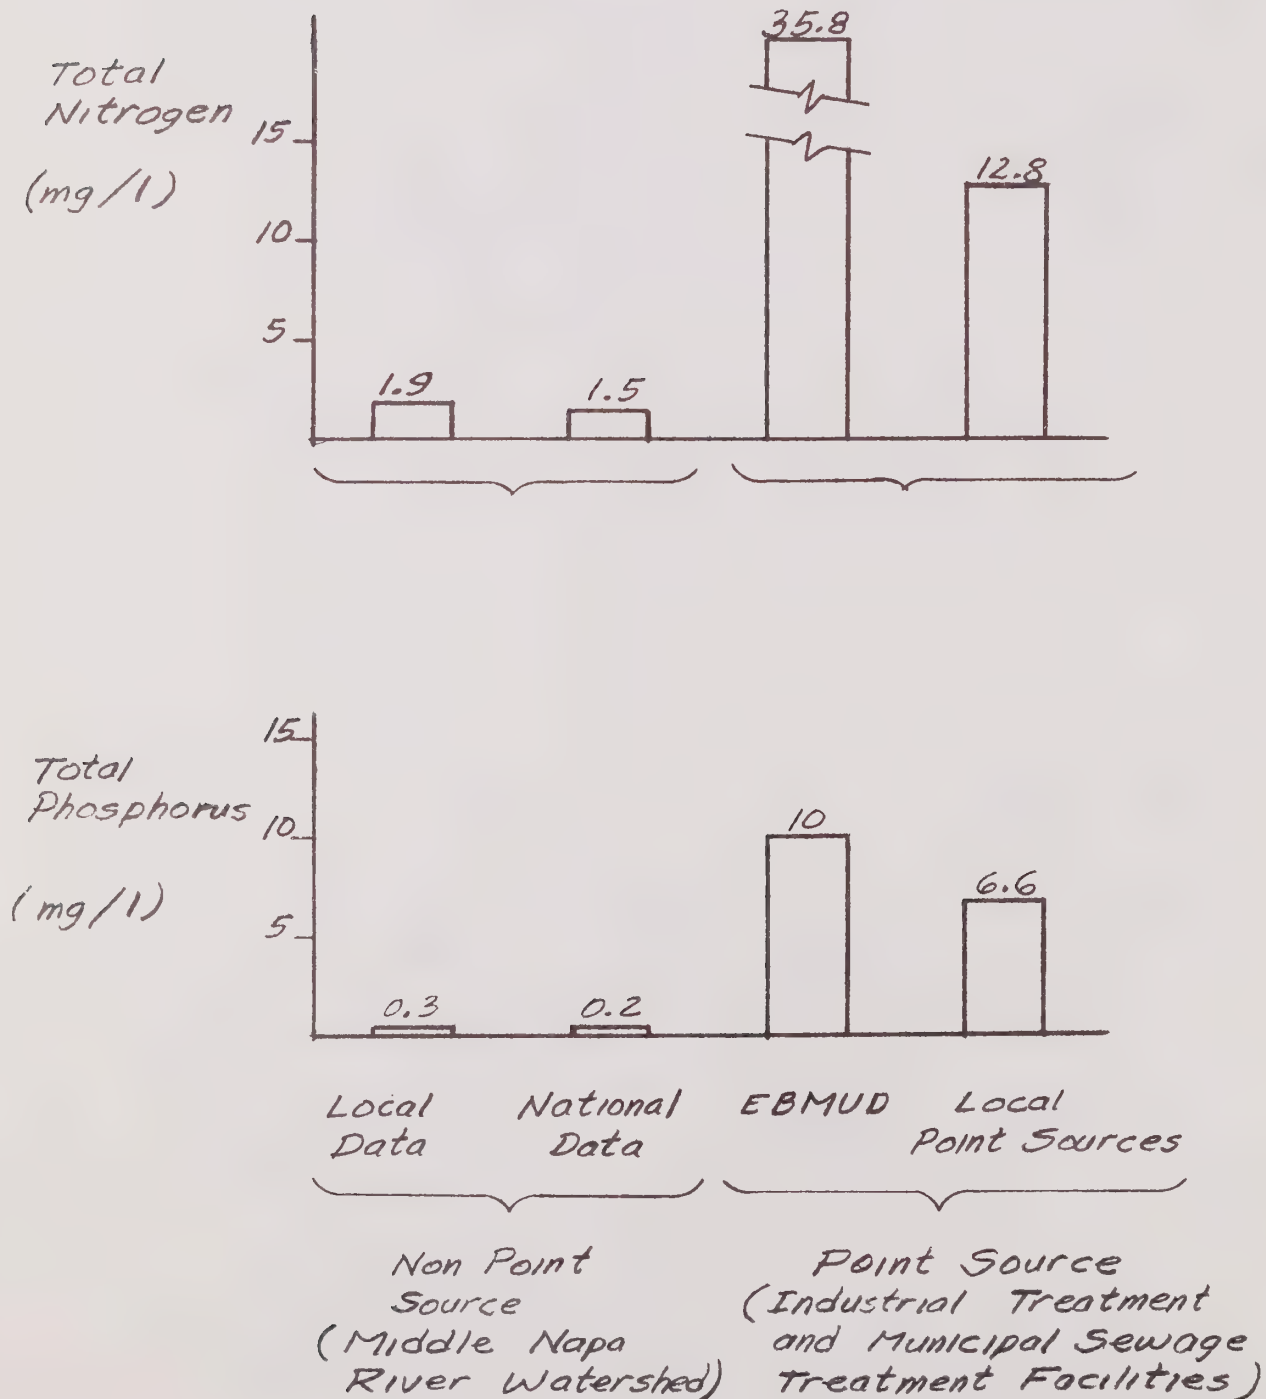 Total
Nitrogen
(mg/l)
15
10
5
35.8
12.8
1.9
1.5
Total
Phosphorus
(mg/l)
15
10
5
10
6.6
0.3
0.2
Local
Data
National
Data
EBMUD
Local
Point Sources
Non Point
Source
(Middle Napa
River Watershed)
Point Source
(Industrial Treatment
and Municipal Sewage
Treatment Facilities)